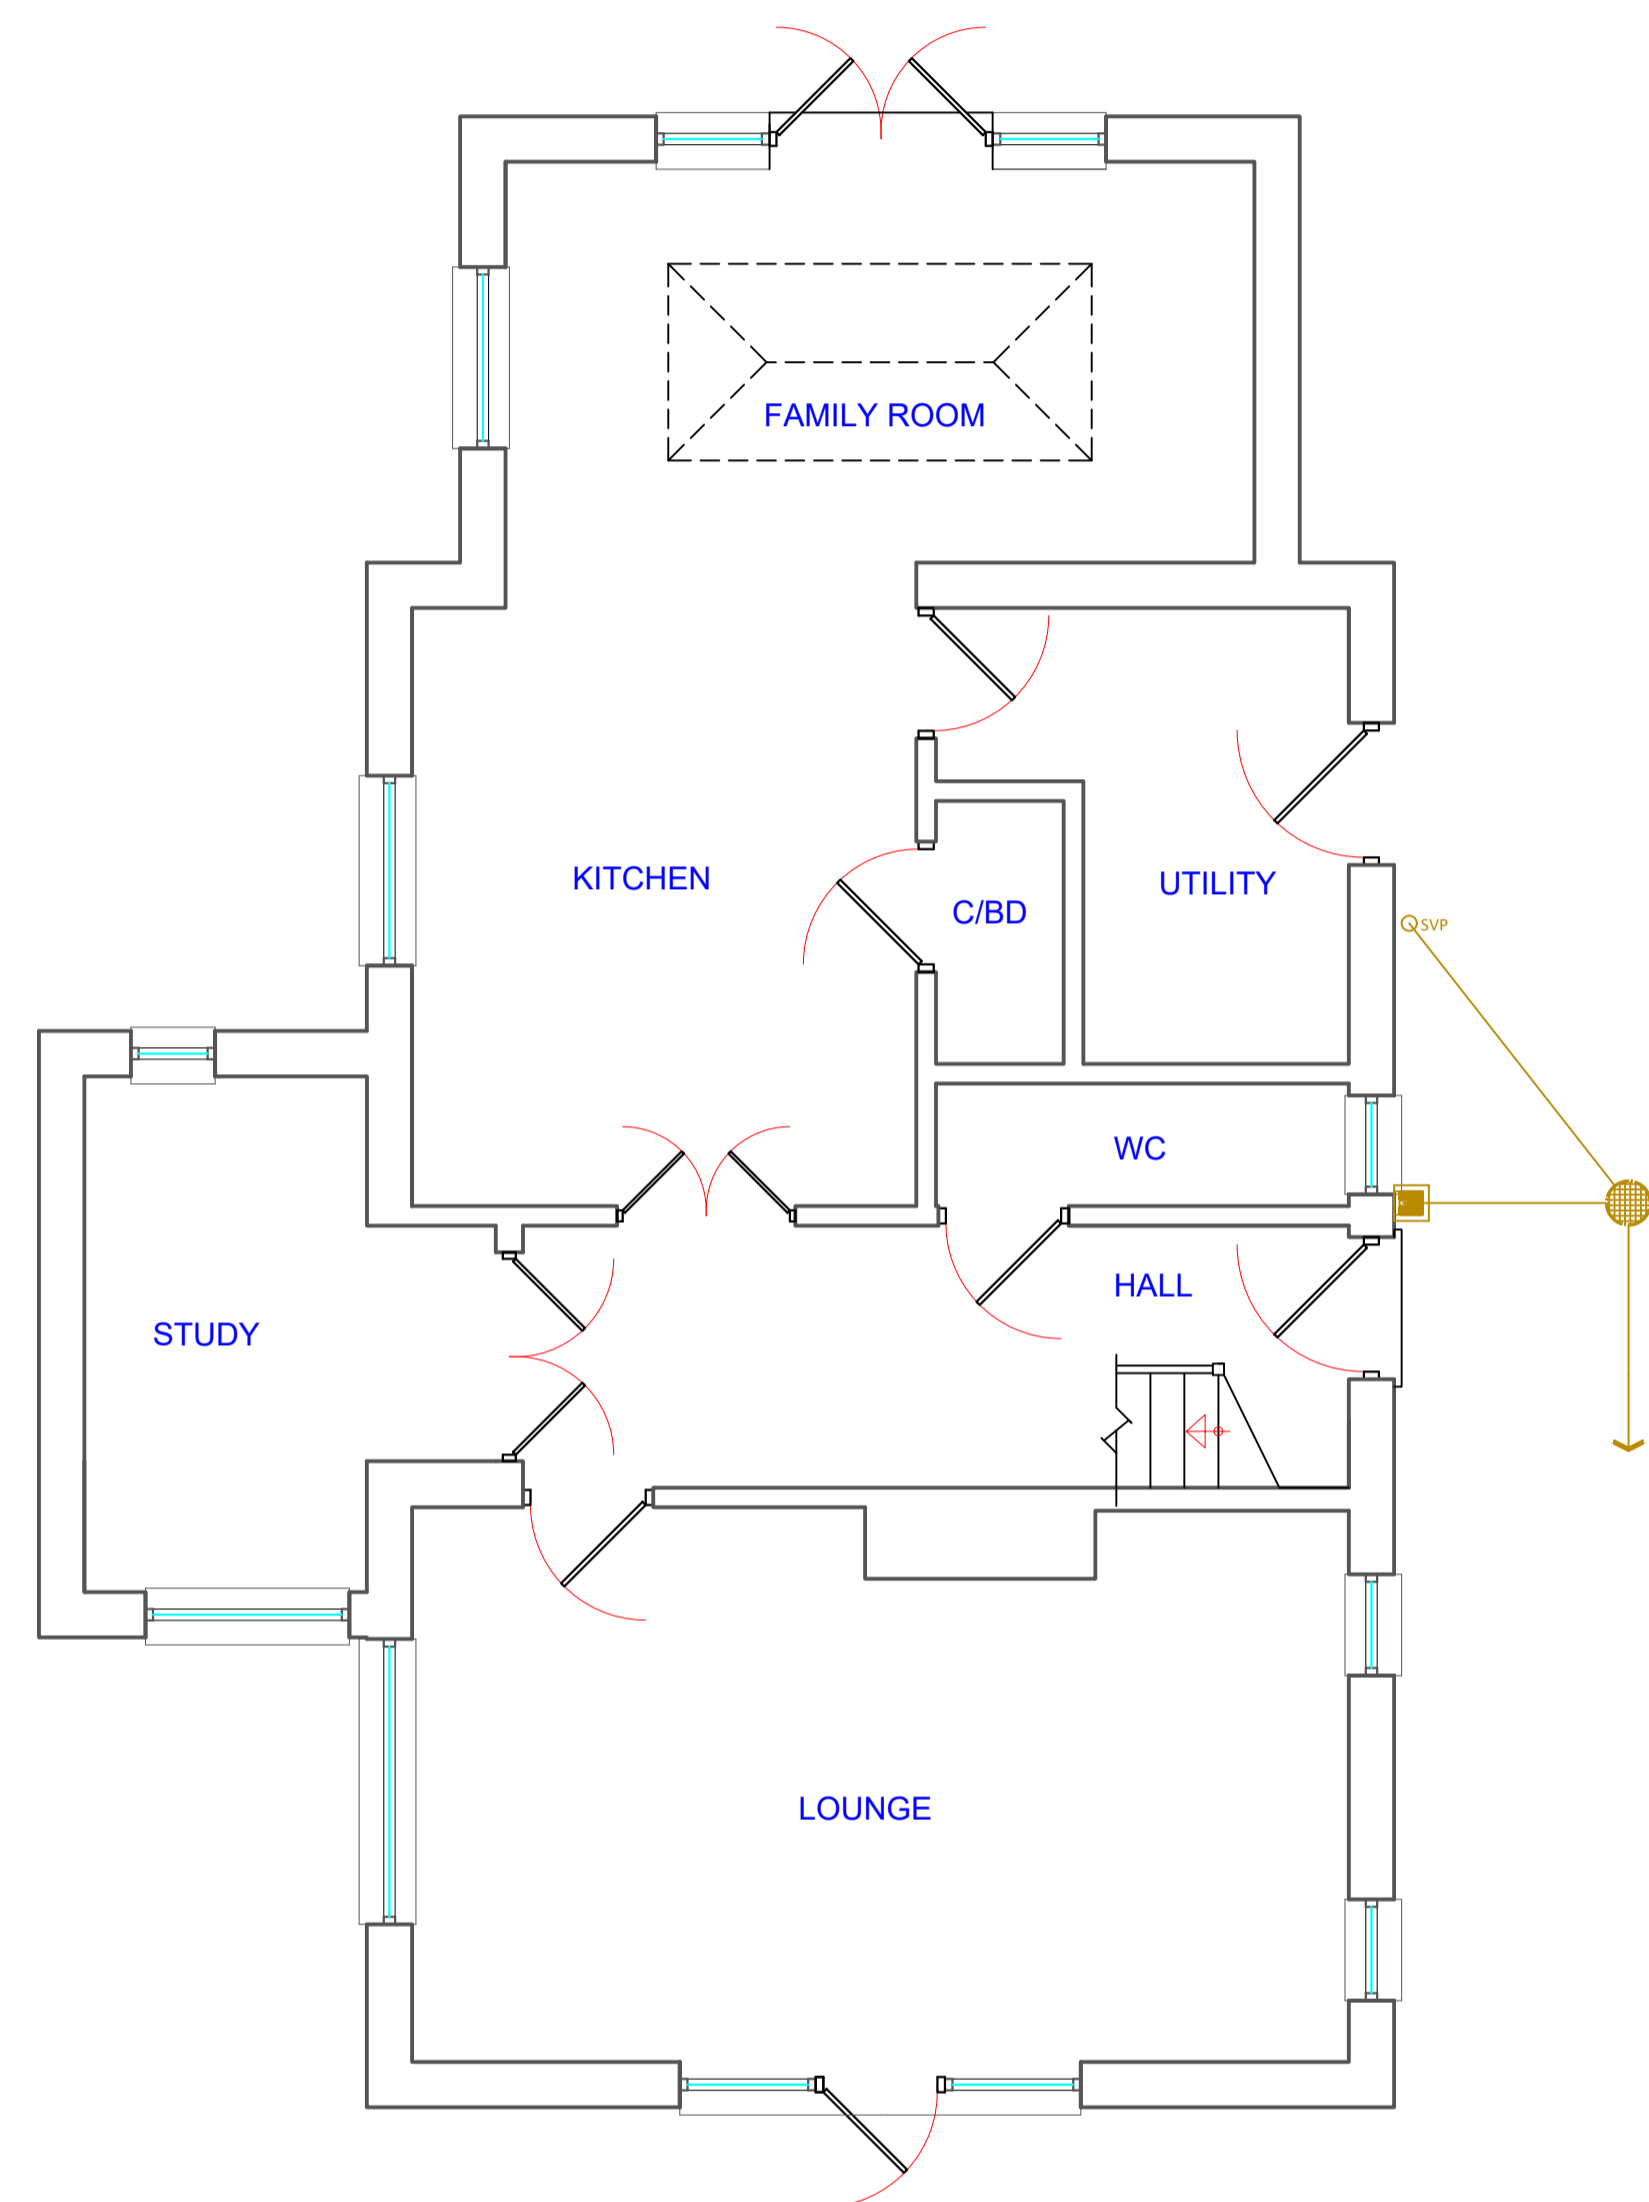 FAMILY ROOM
KITCHEN
UTILITY
C/BD
SVP
WC
HALL
STUDY
LOUNGE